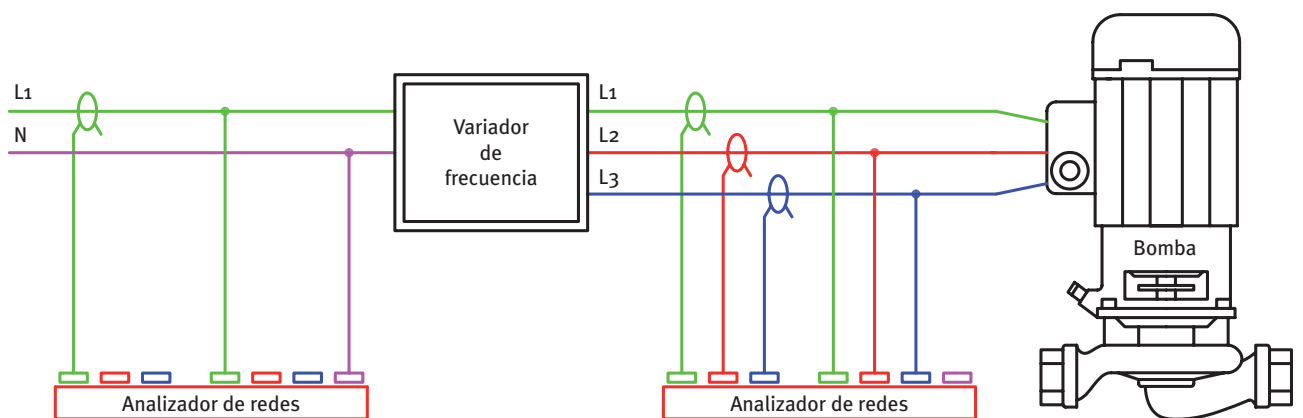 L1
N
Variador
de
frecuencia
L1
L2
L3
Bomba
Analizador de redes
Analizador de redes